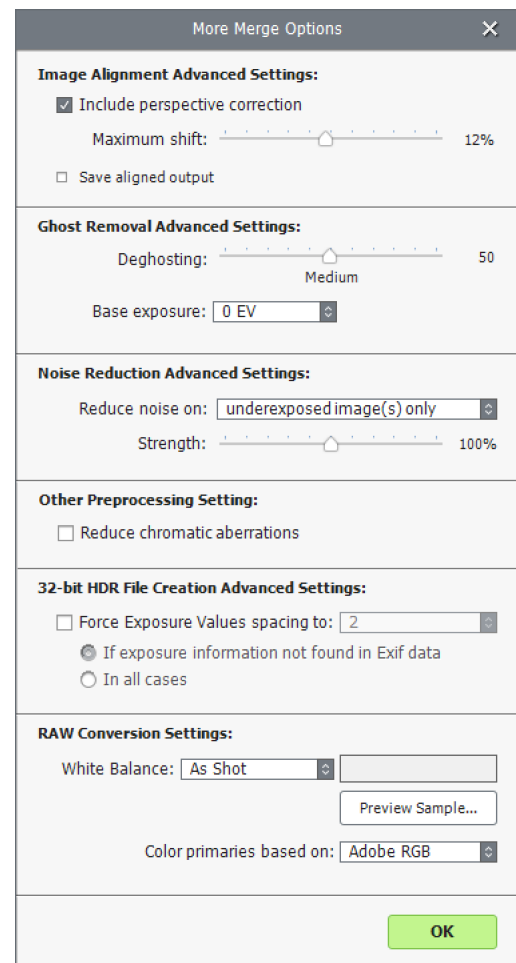 More Merge Options
Image Alignment Advanced Settings:
Include perspective correction
Maximum shift: 12%
Save aligned output
Ghost Removal Advanced Settings:
Deghosting: 50
Medium
Base exposure: 0 EV
Noise Reduction Advanced Settings:
Reduce noise on: underexposed image(s) only
Strength: 100%
Other Preprocessing Setting:
Reduce chromatic aberrations
32-bit HDR File Creation Advanced Settings:
Force Exposure Values spacing to: 2
If exposure information not found in Exif data
In all cases
RAW Conversion Settings:
White Balance: As Shot
Preview Sample...
Color primaries based on: Adobe RGB
OK